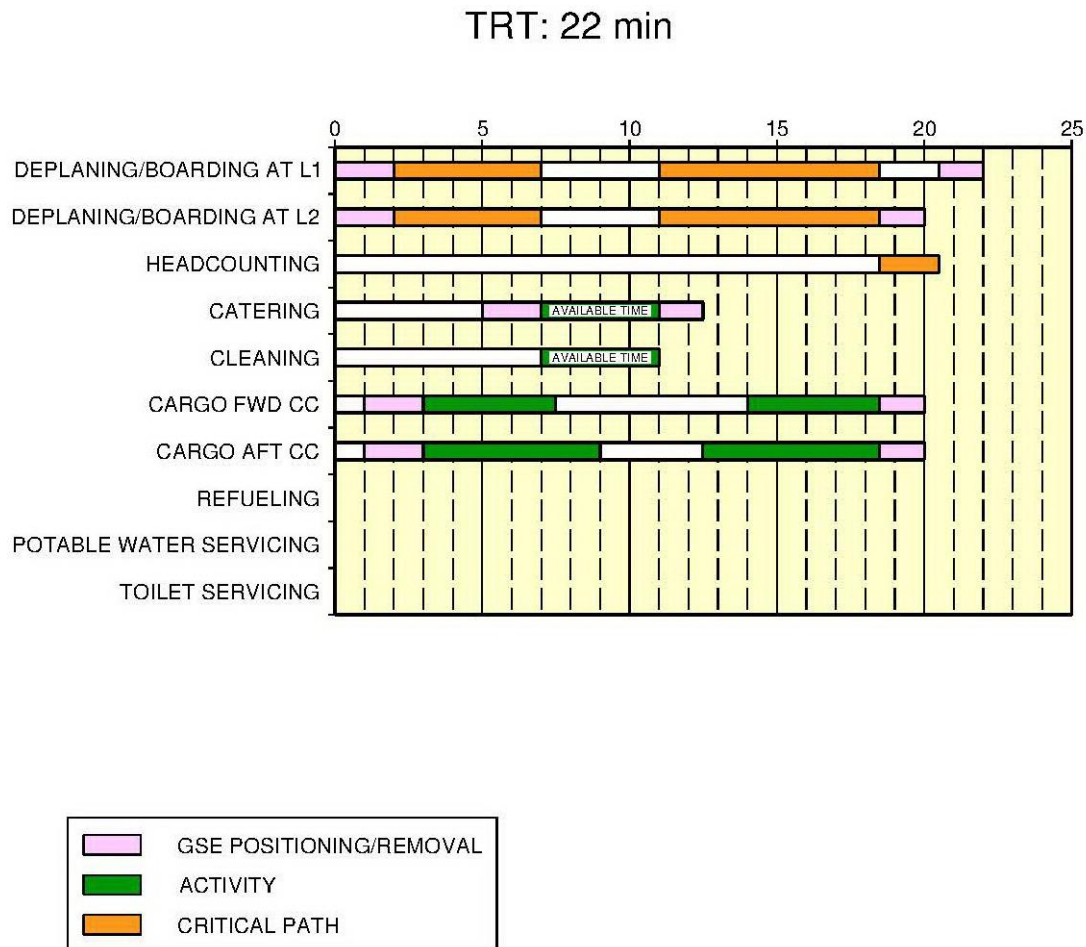 TRT: 22 min
0 5 10 15 20 25
DEPLANING/BOARDING AT L1
DEPLANING/BOARDING AT L2
HEADCOUNTING
CATERING AVAILABLE TIME
CLEANING AVAILABLE TIME
CARGO FWD CC
CARGO AFT CC
REFUELING
POTABLE WATER SERVICING
TOILET SERVICING
GSE POSITIONING/REMOVAL
ACTIVITY
CRITICAL PATH